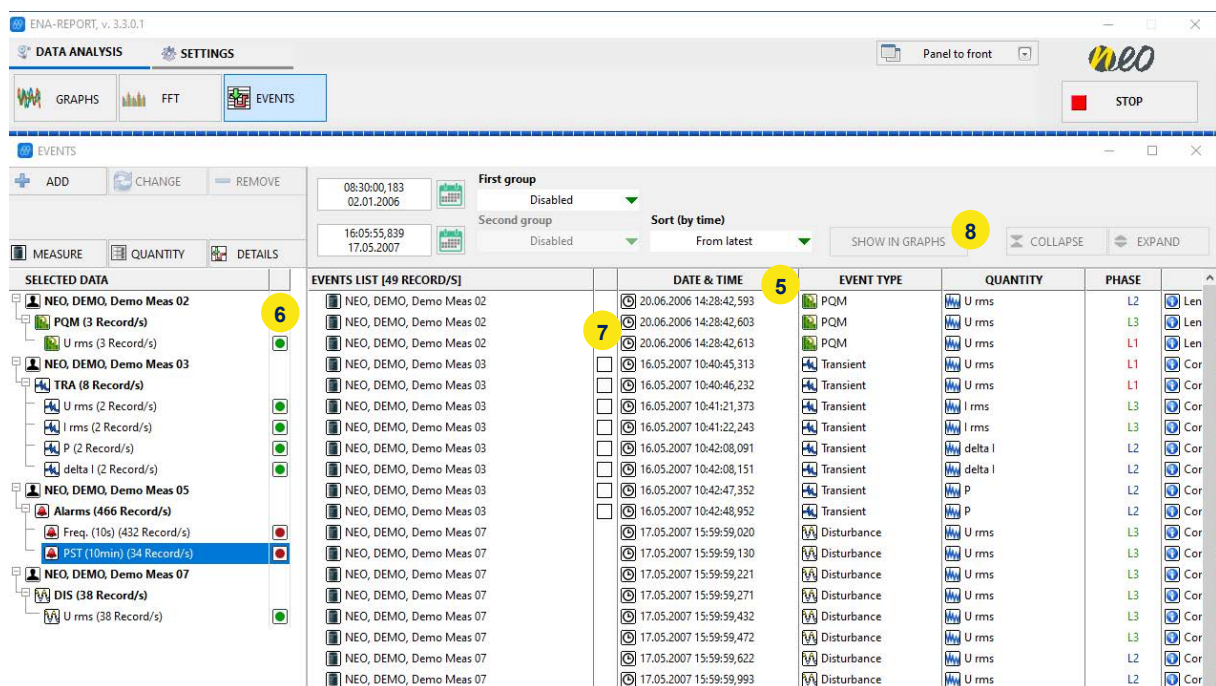 ENA-REPORT, v. 3.3.0.1
DATA ANALYSIS SETTINGS Panel to front neo
GRAPHS FFT EVENTS STOP
EVENTS
ADD CHANGE REMOVE
08:30:00,183
02.01.2006
First group
Disabled
Second group
Disabled
16:05:55,839
17.05.2007
Sort (by time)
From latest
SHOW IN GRAPHS 8 COLLAPSE EXPAND
MEASURE QUANTITY DETAILS
SELECTED DATA
NEO, DEMO, Demo Meas 02
PQM (3 Record/s)
6
U rms (3 Record/s)
NEO, DEMO, Demo Meas 03
TRA (8 Record/s)
U rms (2 Record/s)
I rms (2 Record/s)
P (2 Record/s)
delta I (2 Record/s)
NEO, DEMO, Demo Meas 05
Alarms (466 Record/s)
Freq. (10s) (432 Record/s)
PST (10min) (34 Record/s)
NEO, DEMO, Demo Meas 07
DIS (38 Record/s)
U rms (38 Record/s)
EVENTS LIST [49 RECORD/S] DATE & TIME 5 EVENT TYPE QUANTITY PHASE
NEO, DEMO, Demo Meas 02 20.06.2006 14:28:42,593 PQM U rms L2 Len
NEO, DEMO, Demo Meas 02 20.06.2006 14:28:42,603 PQM U rms L3 Len
7
NEO, DEMO, Demo Meas 02 20.06.2006 14:28:42,613 PQM U rms L1 Len
NEO, DEMO, Demo Meas 03 16.05.2007 10:40:45,313 Transient U rms L1 Cor
NEO, DEMO, Demo Meas 03 16.05.2007 10:40:46,232 Transient U rms L1 Cor
NEO, DEMO, Demo Meas 03 16.05.2007 10:41:21,373 Transient I rms L3 Cor
NEO, DEMO, Demo Meas 03 16.05.2007 10:41:22,243 Transient I rms L3 Cor
NEO, DEMO, Demo Meas 03 16.05.2007 10:42:08,091 Transient delta I L2 Cor
NEO, DEMO, Demo Meas 03 16.05.2007 10:42:08,151 Transient delta I L2 Cor
NEO, DEMO, Demo Meas 03 16.05.2007 10:42:47,352 Transient P L2 Cor
NEO, DEMO, Demo Meas 03 16.05.2007 10:42:48,952 Transient P L2 Cor
NEO, DEMO, Demo Meas 07 17.05.2007 15:59:59,020 Disturbance U rms L3 Cor
NEO, DEMO, Demo Meas 07 17.05.2007 15:59:59,130 Disturbance U rms L3 Cor
NEO, DEMO, Demo Meas 07 17.05.2007 15:59:59,221 Disturbance U rms L3 Cor
NEO, DEMO, Demo Meas 07 17.05.2007 15:59:59,271 Disturbance U rms L3 Cor
NEO, DEMO, Demo Meas 07 17.05.2007 15:59:59,432 Disturbance U rms L3 Cor
NEO, DEMO, Demo Meas 07 17.05.2007 15:59:59,472 Disturbance U rms L3 Cor
NEO, DEMO, Demo Meas 07 17.05.2007 15:59:59,622 Disturbance U rms L2 Cor
NEO, DEMO, Demo Meas 07 17.05.2007 15:59:59,993 Disturbance U rms L2 Cor